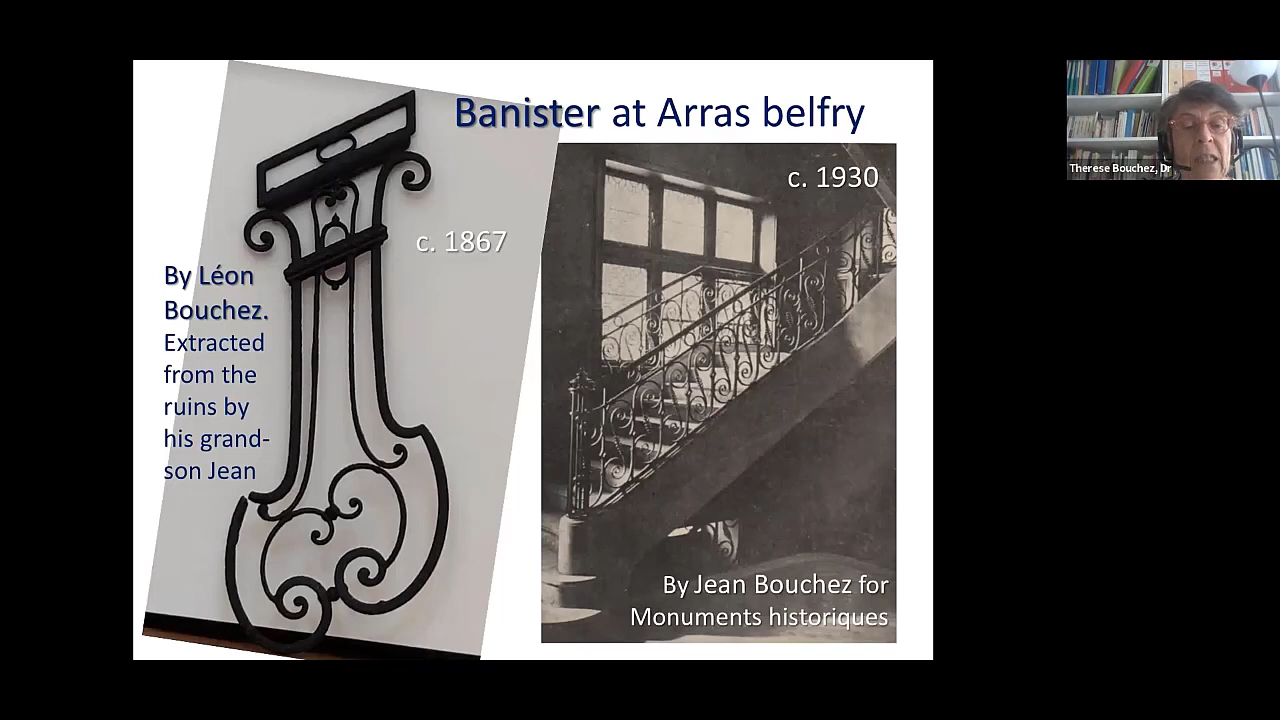 Banister at Arras belfry
c. 1930
c. 1867
By Léon
Bouchez.
Extracted
from the
ruins by
his grand-
son Jean
By Jean Bouchez for
Monuments historiques
Therese Bouchez, Dr